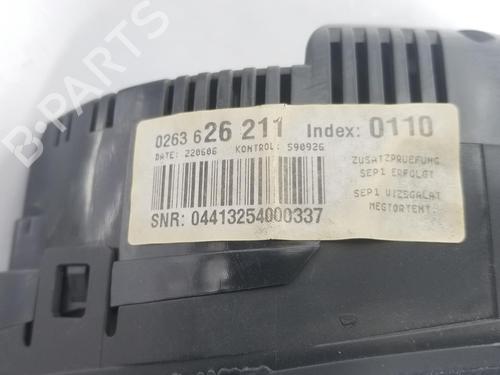 0263 626 211 Index: 0110
DATE: 220606 KONTROL: 590926
SNR: 04413254000337
ZUSATZPRUEFUNG
SEP1 ERFOLGT
SEP1 VIZSGALAT
MEGTORTENT
B-PARTS